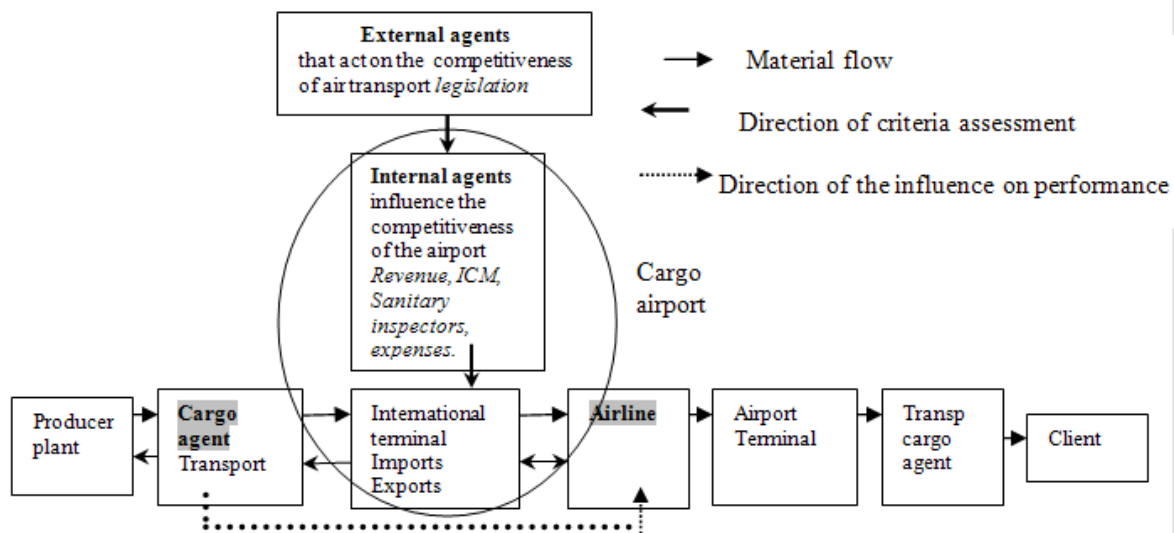 External agents
that act on the competitiveness
of air transport legislation
Material flow
Direction of criteria assessment
Direction of the influence on performance
Internal agents
influence the
competitiveness
of the airport
Revenue, ICM,
Sanitary
inspectors,
expenses.
Cargo
airport
Producer
plant
Cargo
agent
Transport
International
terminal
Imports
Exports
Airline
Airport
Terminal
Transp
cargo
agent
Client